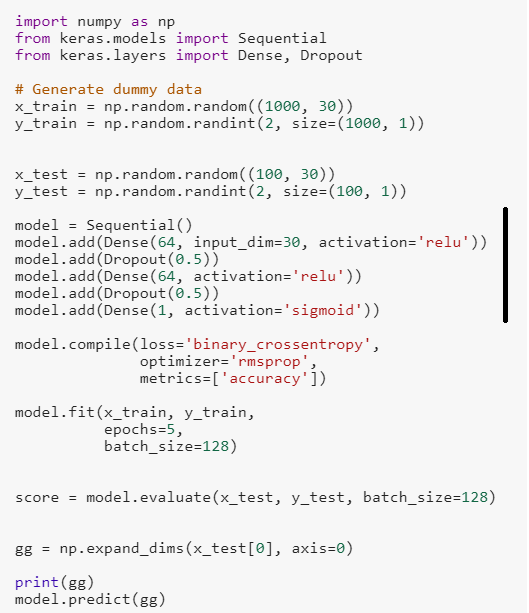 import numpy as np
from keras.models import Sequential
from keras.layers import Dense, Dropout
# Generate dummy data
x_train = np.random.random((1000, 30))
y_train = np.random.randint(2, size=(1000, 1))
x_test = np.random.random((100, 30))
y_test = np.random.randint(2, size=(100, 1))
model = Sequential()
model.add(Dense(64, input_dim=30, activation='relu'))
model.add(Dropout(0.5))
model.add(Dense(64, activation='relu'))
model.add(Dropout(0.5))
model.add(Dense(1, activation='sigmoid'))
model.compile(loss='binary_crossentropy',
optimizer='rmsprop',
metrics=['accuracy'])
model.fit(x_train, y_train,
epochs=5,
batch_size=128)
score = model.evaluate(x_test, y_test, batch_size=128)
gg = np.expand_dims(x_test[0], axis=0)
print(gg)
model.predict(gg)